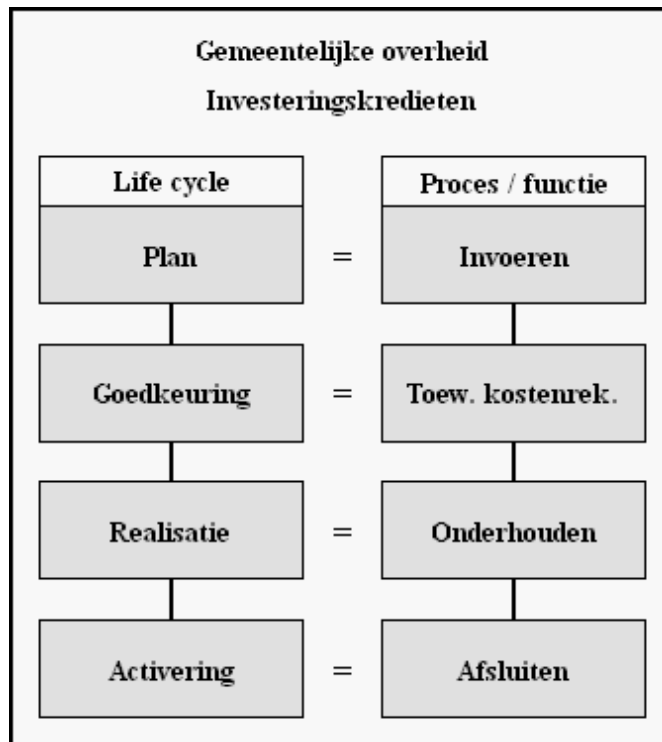 Gemeentelijke overheid
Investeringskredieten
Life cycle Proces / functie
Plan = Invoeren
Goedkeuring = Toew. kostenrek.
Realisatie = Onderhouden
Activering = Afsluiten